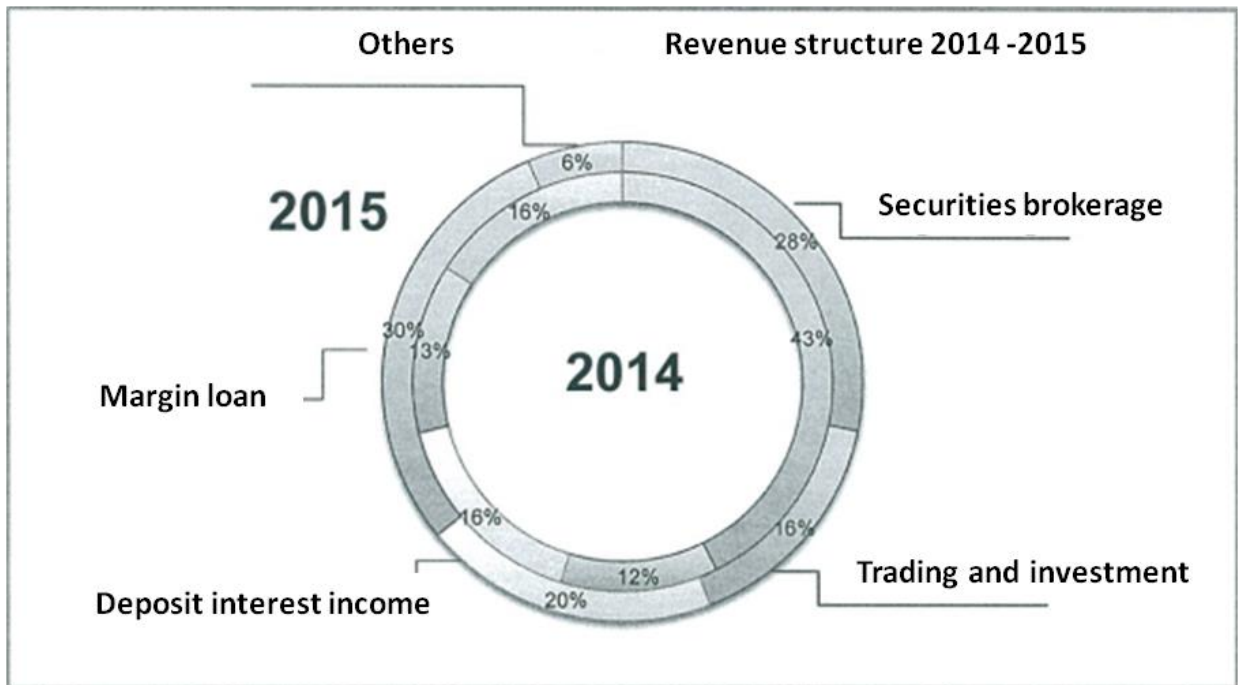 Others
Revenue structure 2014 -2015
6%
2015
16%
Securities brokerage
28%
30%
13%
43%
2014
Margin loan
16%
16%
12%
Trading and investment
20%
Deposit interest income